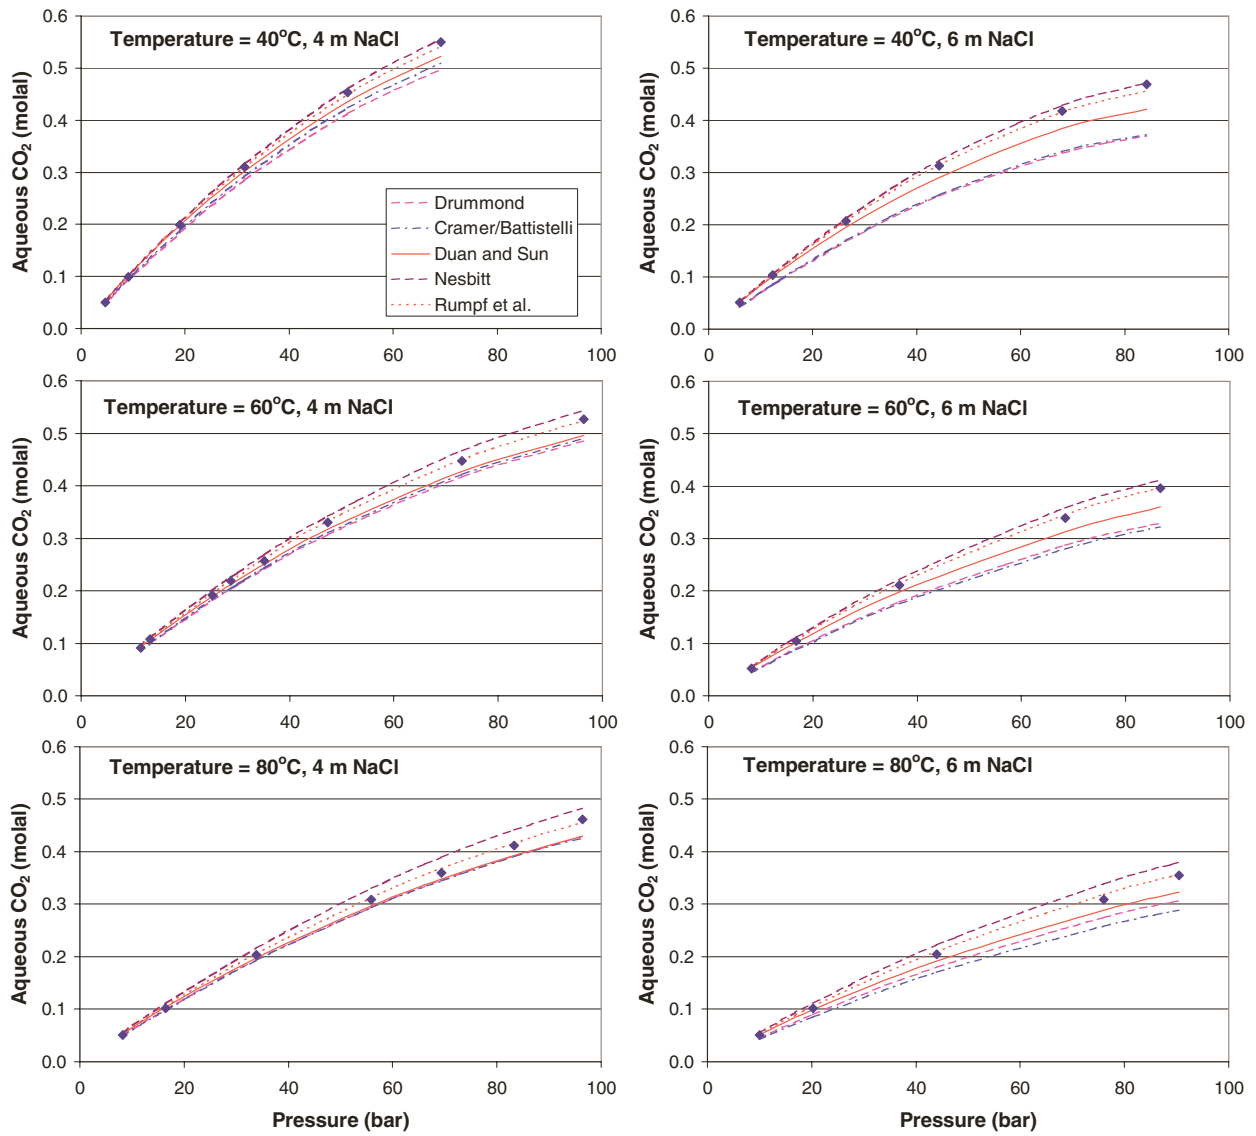 Temperature = 40°C, 4 m NaCl
Aqueous CO₂ (molal)
0.6
0.5
0.4
0.3
0.2
0.1
0.0
0 20 40 60 80 100
Drummond
Cramer/Battistelli
Duan and Sun
Nesbitt
Rumpf et al.
Temperature = 40°C, 6 m NaCl
Aqueous CO₂ (molal)
0.6
0.5
0.4
0.3
0.2
0.1
0.0
0 20 40 60 80 100
Temperature = 60°C, 4 m NaCl
Aqueous CO₂ (molal)
0.6
0.5
0.4
0.3
0.2
0.1
0.0
0 20 40 60 80 100
Temperature = 60°C, 6 m NaCl
Aqueous CO₂ (molal)
0.6
0.5
0.4
0.3
0.2
0.1
0.0
0 20 40 60 80 100
Temperature = 80°C, 4 m NaCl
Aqueous CO₂ (molal)
0.6
0.5
0.4
0.3
0.2
0.1
0.0
0 20 40 60 80 100
Pressure (bar)
Temperature = 80°C, 6 m NaCl
Aqueous CO₂ (molal)
0.6
0.5
0.4
0.3
0.2
0.1
0.0
0 20 40 60 80 100
Pressure (bar)